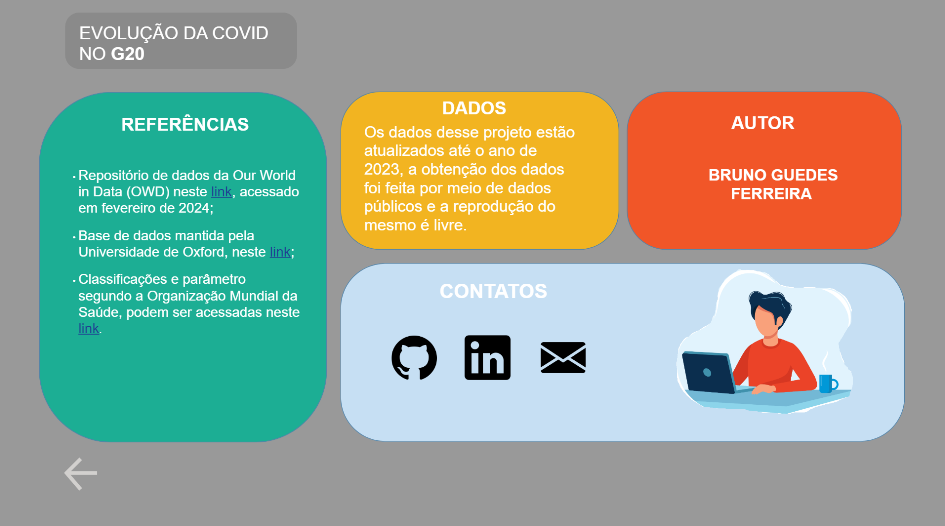 EVOLUÇÃO DA COVID
NO G20
REFERÊNCIAS
· Repositório de dados da Our World
in Data (OWD) neste link, acessado
em fevereiro de 2024;
· Base de dados mantida pela
Universidade de Oxford, neste link;
· Classificações e parâmetro
segundo a Organização Mundial da
Saúde, podem ser acessadas neste
link.
DADOS
Os dados desse projeto estão
atualizados até o ano de
2023, a obtenção dos dados
foi feita por meio de dados
públicos e a reprodução do
mesmo é livre.
AUTOR
BRUNO GUEDES
FERREIRA
CONTATOS
in